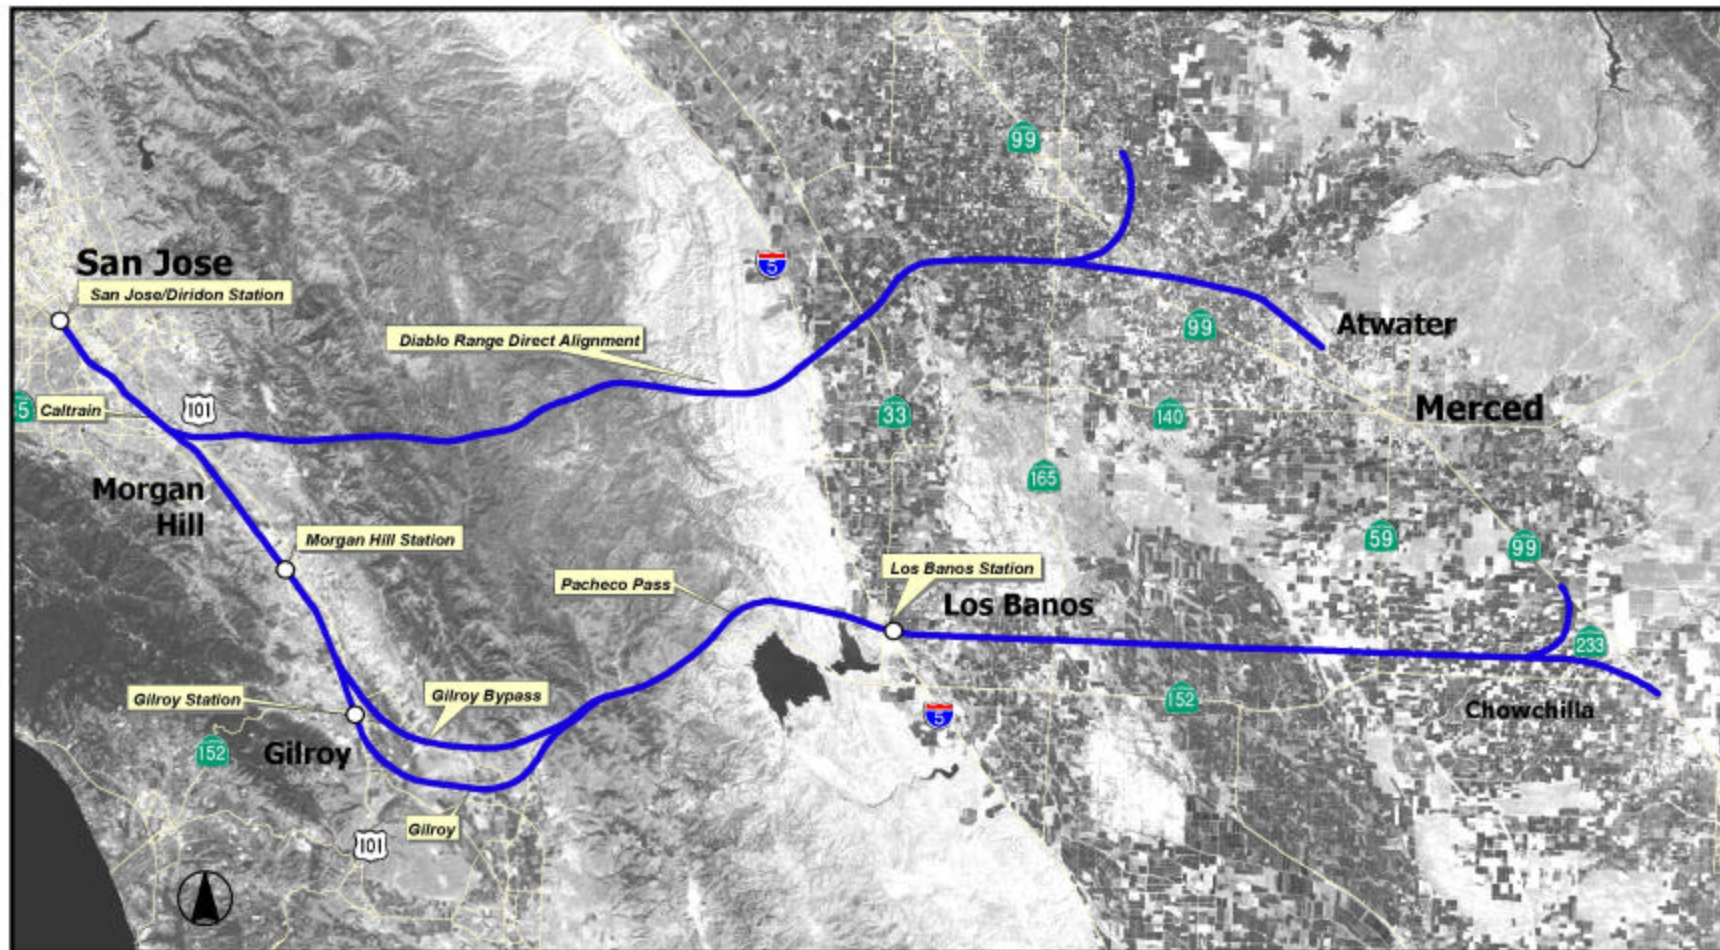 99
San Jose
San Jose/Diridon Station
5
Diablo Range Direct Alignment
99
Atwater
Caltrain
101
33
140
Merced
165
Morgan
Hill
Morgan Hill Station
59
99
Pacheco Pass
Los Banos Station
Los Banos
233
Gilroy Station
Gilroy Bypass
152
Chowchilla
5
152
Gilroy
Gilroy
101